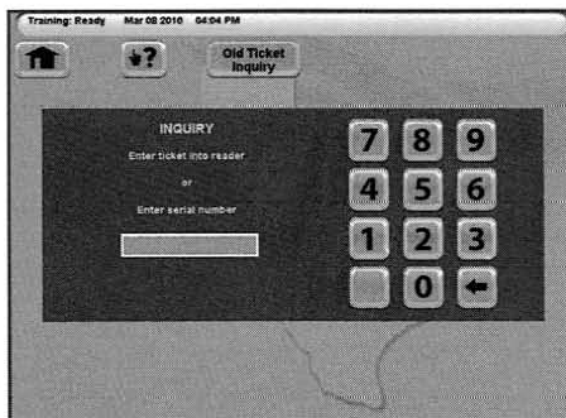 Training: Ready Mar 08 2010 04:04 PM
?
Old Ticket
Inquiry
INQUIRY
Enter ticket into reader
or
Enter serial number
7 8 9
4 5 6
1 2 3
0